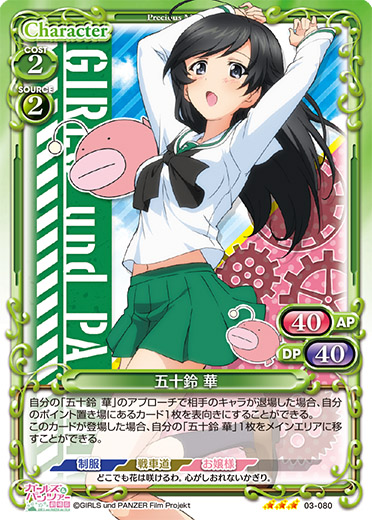 Character
Precious M
COST
2
SOURCE
2
GIRLS und PA
40 AP
DP 40
五十鈴 華
自分の「五十鈴 華」のアプローチで相手のキャラが退場した場合、自分
のポイント置き場にあるカード1枚を表向きにすることができる。
このカードが登場した場合、自分の「五十鈴 華」1枚をメインエリアに移
すことができる。
制服 戦車道 お嬢様
どこでも花は咲けるわ。心がしおれないかぎり。
ガールズ&パンツァー 劇場版
©GIRLS und PANZER Film Projekt
03-080